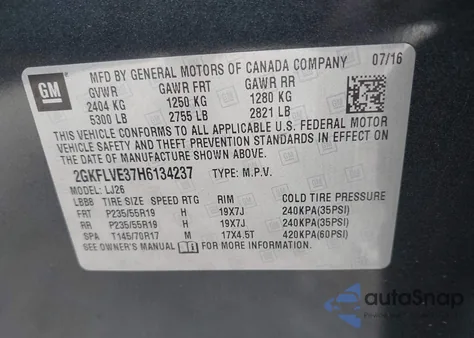 GM
MFD BY GENERAL MOTORS OF CANADA COMPANY 07/16
GVWR GAWR FRT GAWR RR
2404 KG 1250 KG 1280 KG
5300 LB 2755 LB 2821 LB
THIS VEHICLE CONFORMS TO ALL APPLICABLE U.S. FEDERAL MOTOR
VEHICLE SAFETY AND THEFT PREVENTION STANDARDS IN EFFECT ON
THE DATE OF MANUFACTURE SHOWN ABOVE.
2GKFLVE37H6134237 TYPE: M.P.V.
MODEL: LJ26
LBBB TIRE SIZE SPEED RTG RIM COLD TIRE PRESSURE
FRT P235/55R19 H 19X7J 240KPA(35PSI)
RR P235/55R19 H 19X7J 240KPA(35PSI)
SPA T145/70R17 M 17X4.5T 420KPA(60PSI)
SEE OWNER'S MANUAL FOR MORE INFORMATION
autoSnap